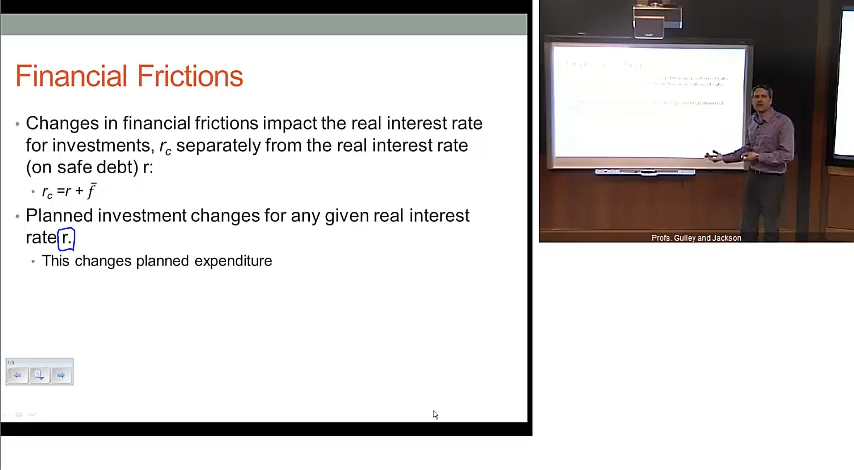 Financial Frictions
• Changes in financial frictions impact the real interest rate
for investments, rc separately from the real interest rate
(on safe debt) r:
• rc =r + f̄
• Planned investment changes for any given real interest
rate r.
• This changes planned expenditure
Profs. Gulley and Jackson